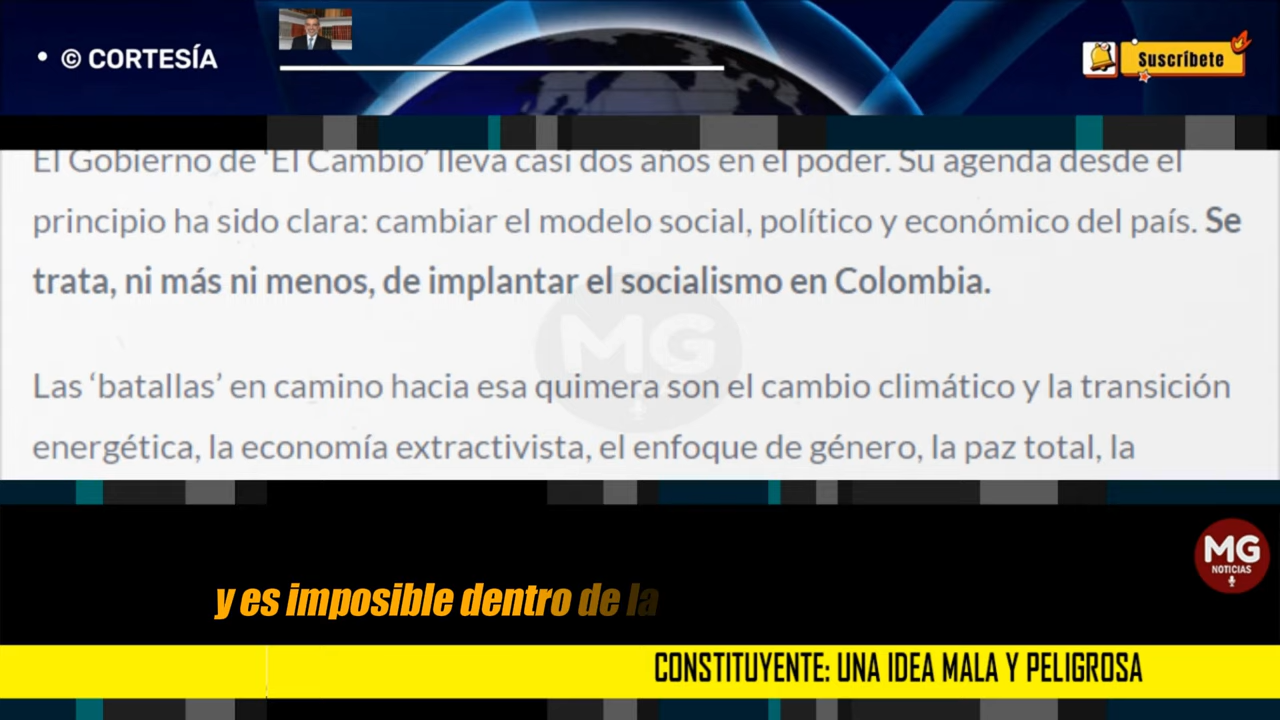 • © CORTESÍA
Suscríbete
El Gobierno de ‘El Cambio’ lleva casi dos años en el poder. Su agenda desde el
principio ha sido clara: cambiar el modelo social, político y económico del país. Se
trata, ni más ni menos, de implantar el socialismo en Colombia.
MG
Las ‘batallas’ en camino hacia esa quimera son el cambio climático y la transición
energética, la economía extractivista, el enfoque de género, la paz total, la
MG
NOTICIAS
y es imposible dentro de la
CONSTITUYENTE: UNA IDEA MALA Y PELIGROSA